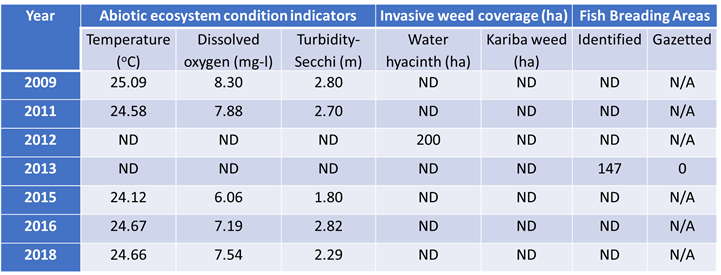 Year Abiotic ecosystem condition indicators Invasive weed coverage (ha) Fish Breading Areas
Temperature Dissolved Turbidity- Water Kariba weed Identified Gazetted
(°C) oxygen (mg-l) Secchi (m) hyacinth (ha) (ha)
2009 25.09 8.30 2.80 ND ND ND N/A
2011 24.58 7.88 2.70 ND ND ND N/A
2012 ND ND ND 200 ND ND N/A
2013 ND ND ND ND ND 147 0
2015 24.12 6.06 1.80 ND ND ND N/A
2016 24.67 7.19 2.82 ND ND ND N/A
2018 24.66 7.54 2.29 ND ND ND N/A